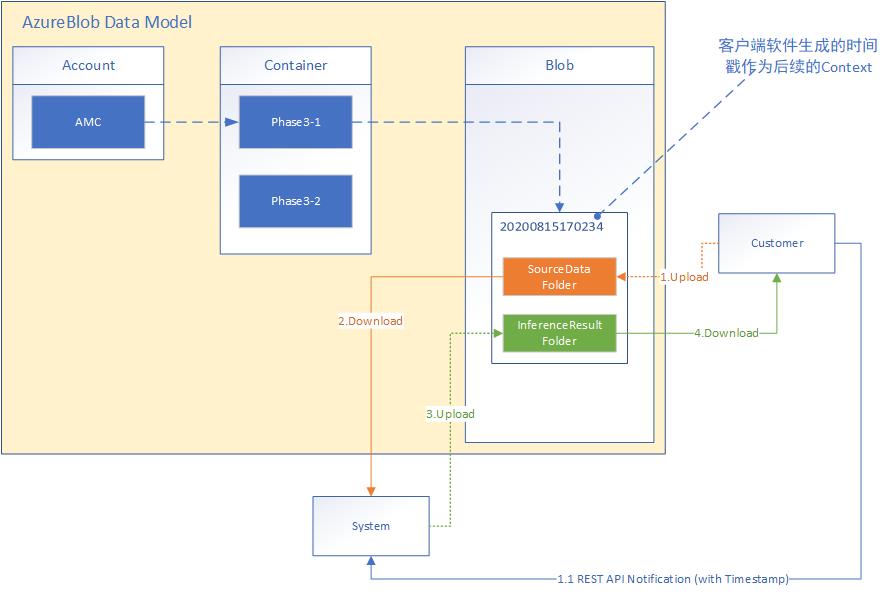 AzureBlob Data Model
客户端软件生成的时间
戳作为后续的Context
Account
Container
Blob
AMC
Phase3-1
Phase3-2
20200815170234
SourceData
Folder
InferenceResult
Folder
Customer
1.Upload
2.Download
4.Download
3.Upload
System
1.1 REST API Notification (with Timestamp)